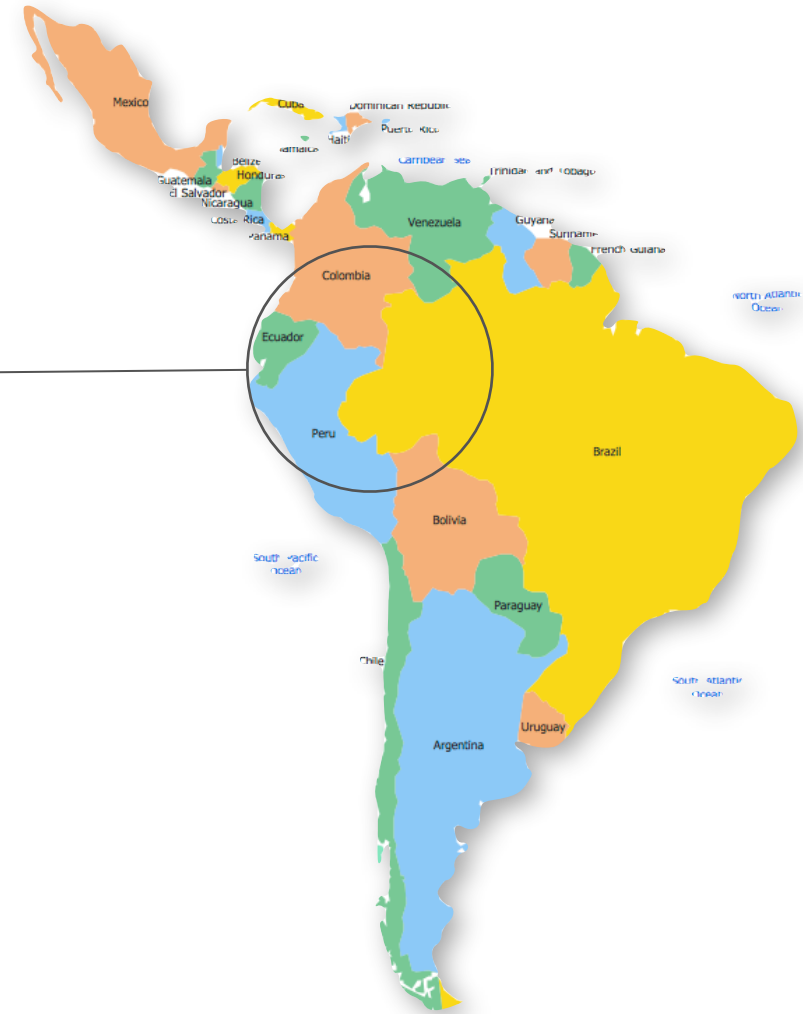 Mexico
Cuba
Dominican Republic
Puerto Rico
Haiti
Jamaica
Belize
Carribear Sea
Trinidad and Tobago
Guatemala
Honduras
El Salvador
Nicaragua
Costa Rica
Panama
Venezuela
Guyana
Suriname
French Guiana
Colombia
North Atlantic
Ocean
Ecuador
Peru
Brazil
Bolivia
South Pacific
Ocean
Paraguay
Chile
South Atlantic
Ocean
Uruguay
Argentina